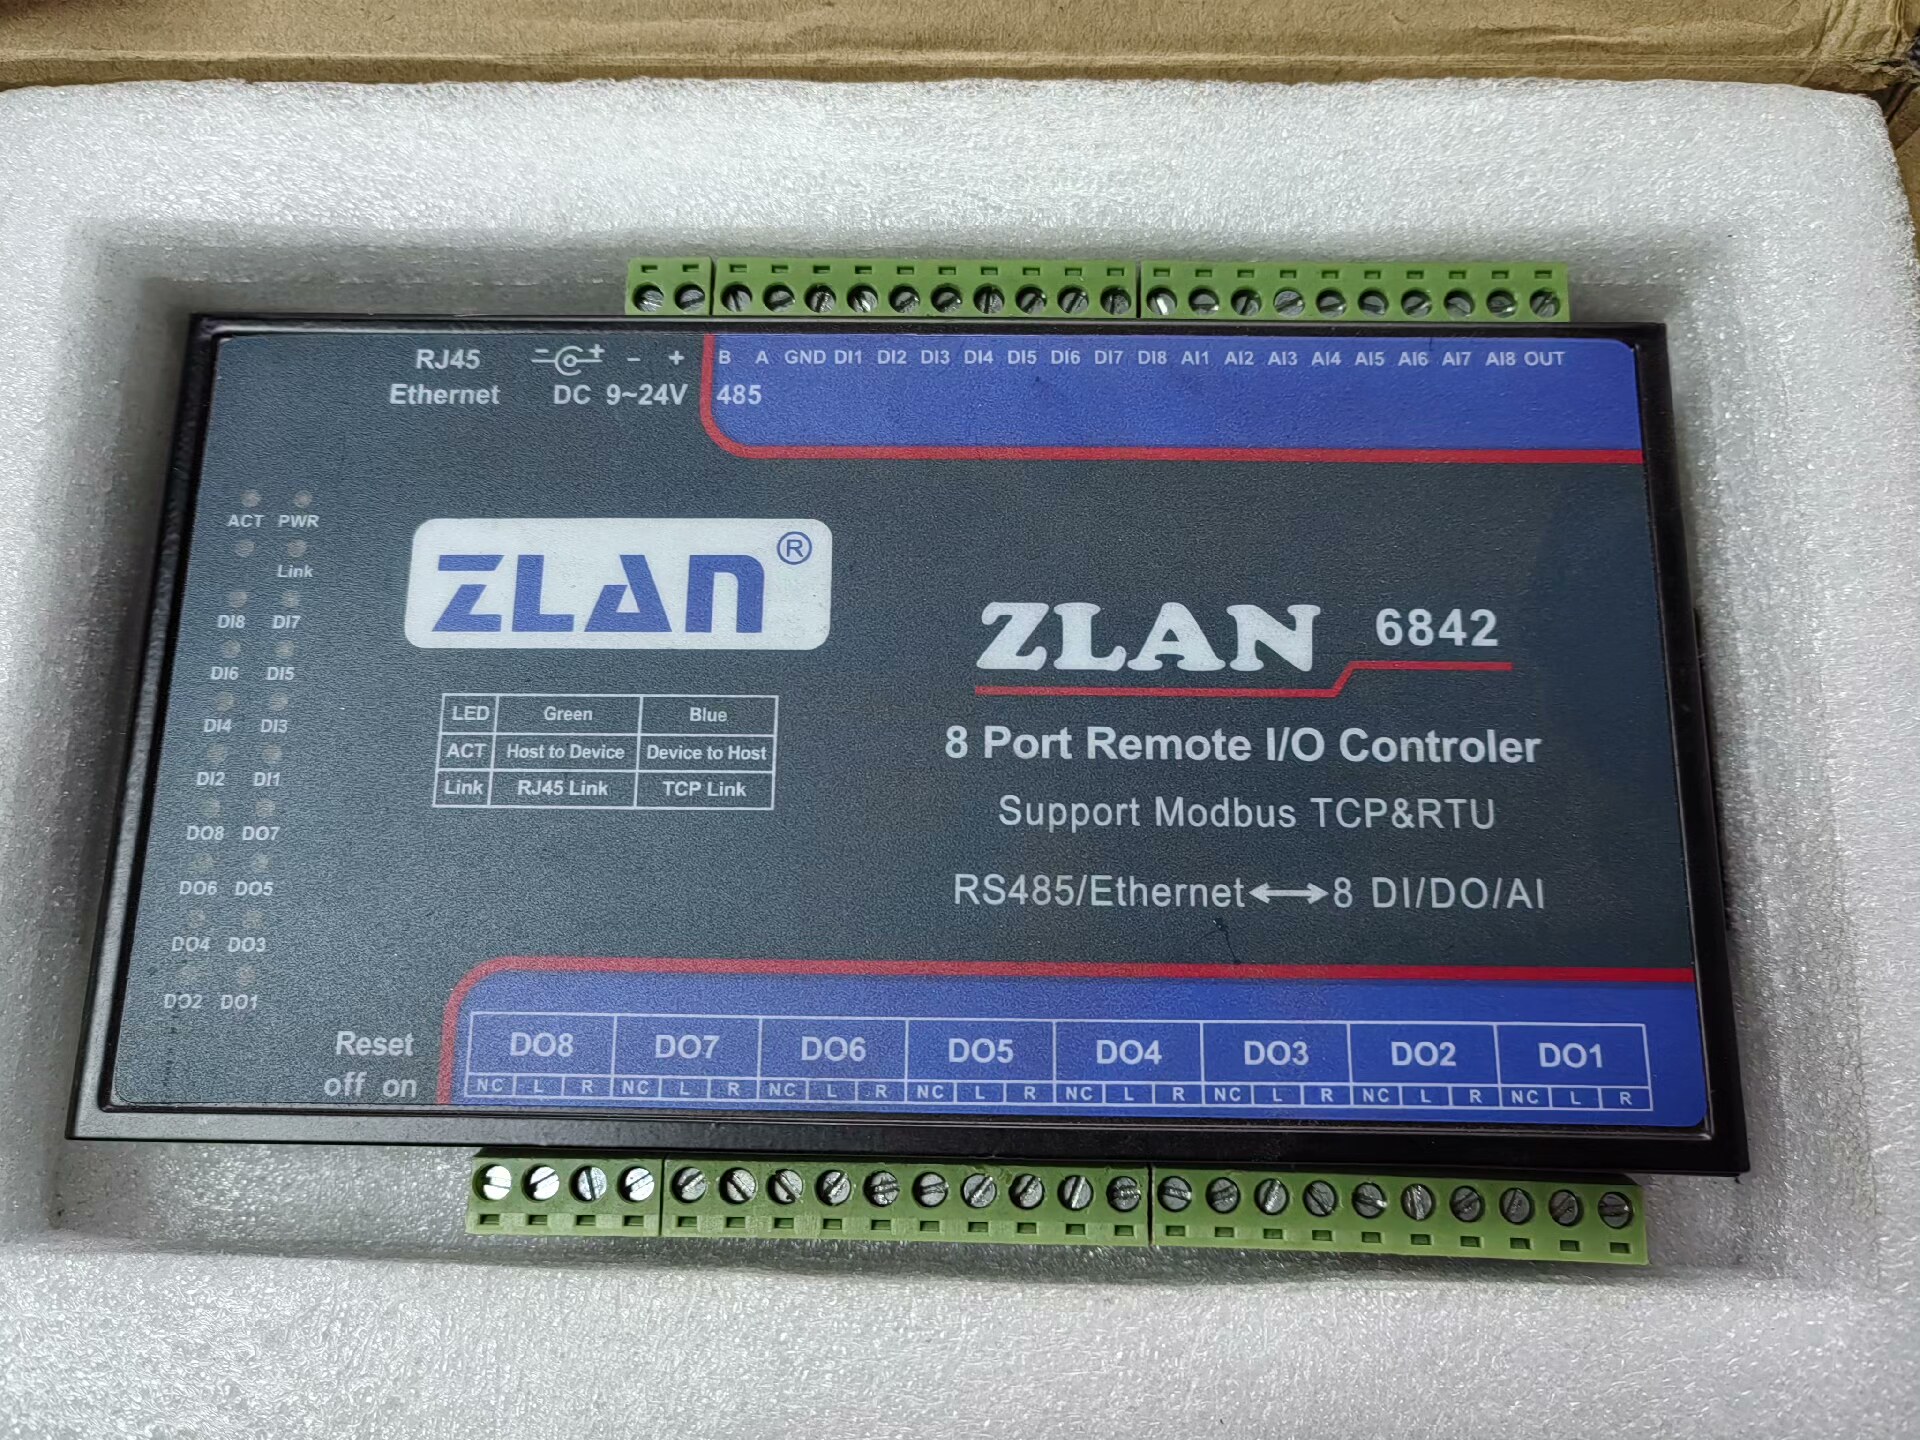 RJ45 - + - + B A GND DI1 DI2 DI3 DI4 DI5 DI6 DI7 DI8 AI1 AI2 AI3 AI4 AI5 AI6 AI7 AI8 OUT
Ethernet DC 9~24V 485
ACT PWR
Link
DI8 DI7
DI6 DI5
DI4 DI3
DI2 DI1
DO8 DO7
DO6 DO5
DO4 DO3
DO2 DO1
ZLAN®
LED Green Blue
ACT Host to Device Device to Host
Link RJ45 Link TCP Link
ZLAN 6842
8 Port Remote I/O Controler
Support Modbus TCP&RTU
RS485/Ethernet↔8 DI/DO/AI
Reset
off on
DO8 DO7 DO6 DO5 DO4 DO3 DO2 DO1
NC L R NC L R NC L R NC L R NC L R NC L R NC L R NC L R